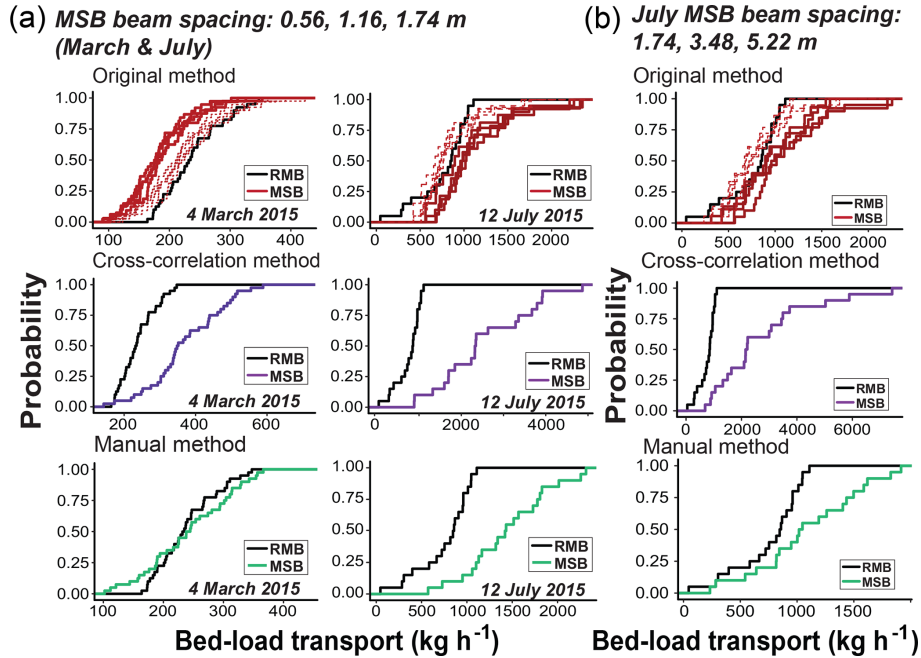 (a) MSB beam spacing: 0.56, 1.16, 1.74 m
(March & July)
(b) July MSB beam spacing:
1.74, 3.48, 5.22 m
Original method
1.00
0.75
0.50
0.25
0.00
RMB
MSB
4 March 2015
100 200 300 400
1.00
0.75
0.50
0.25
0.00
RMB
MSB
12 July 2015
0 500 1000 1500 2000
Original method
1.00
0.75
0.50
0.25
0.00
RMB
MSB
0 500 1000 1500 2000
Cross-correlation method
1.00
0.75
0.50
0.25
0.00
RMB
MSB
4 March 2015
200 400 600
1.00
0.75
0.50
0.25
0.00
RMB
MSB
12 July 2015
0 2000 4000
Cross-correlation method
1.00
0.75
0.50
0.25
0.00
RMB
MSB
0 2000 4000 6000
Manual method
1.00
0.75
0.50
0.25
0.00
RMB
MSB
4 March 2015
100 200 300 400
1.00
0.75
0.50
0.25
0.00
RMB
MSB
12 July 2015
0 500 1000 1500 2000
Manual method
1.00
0.75
0.50
0.25
0.00
RMB
MSB
0 500 1000 1500
Probability
Probability
Bed-load transport (kg h⁻¹)
Bed-load transport (kg h⁻¹)